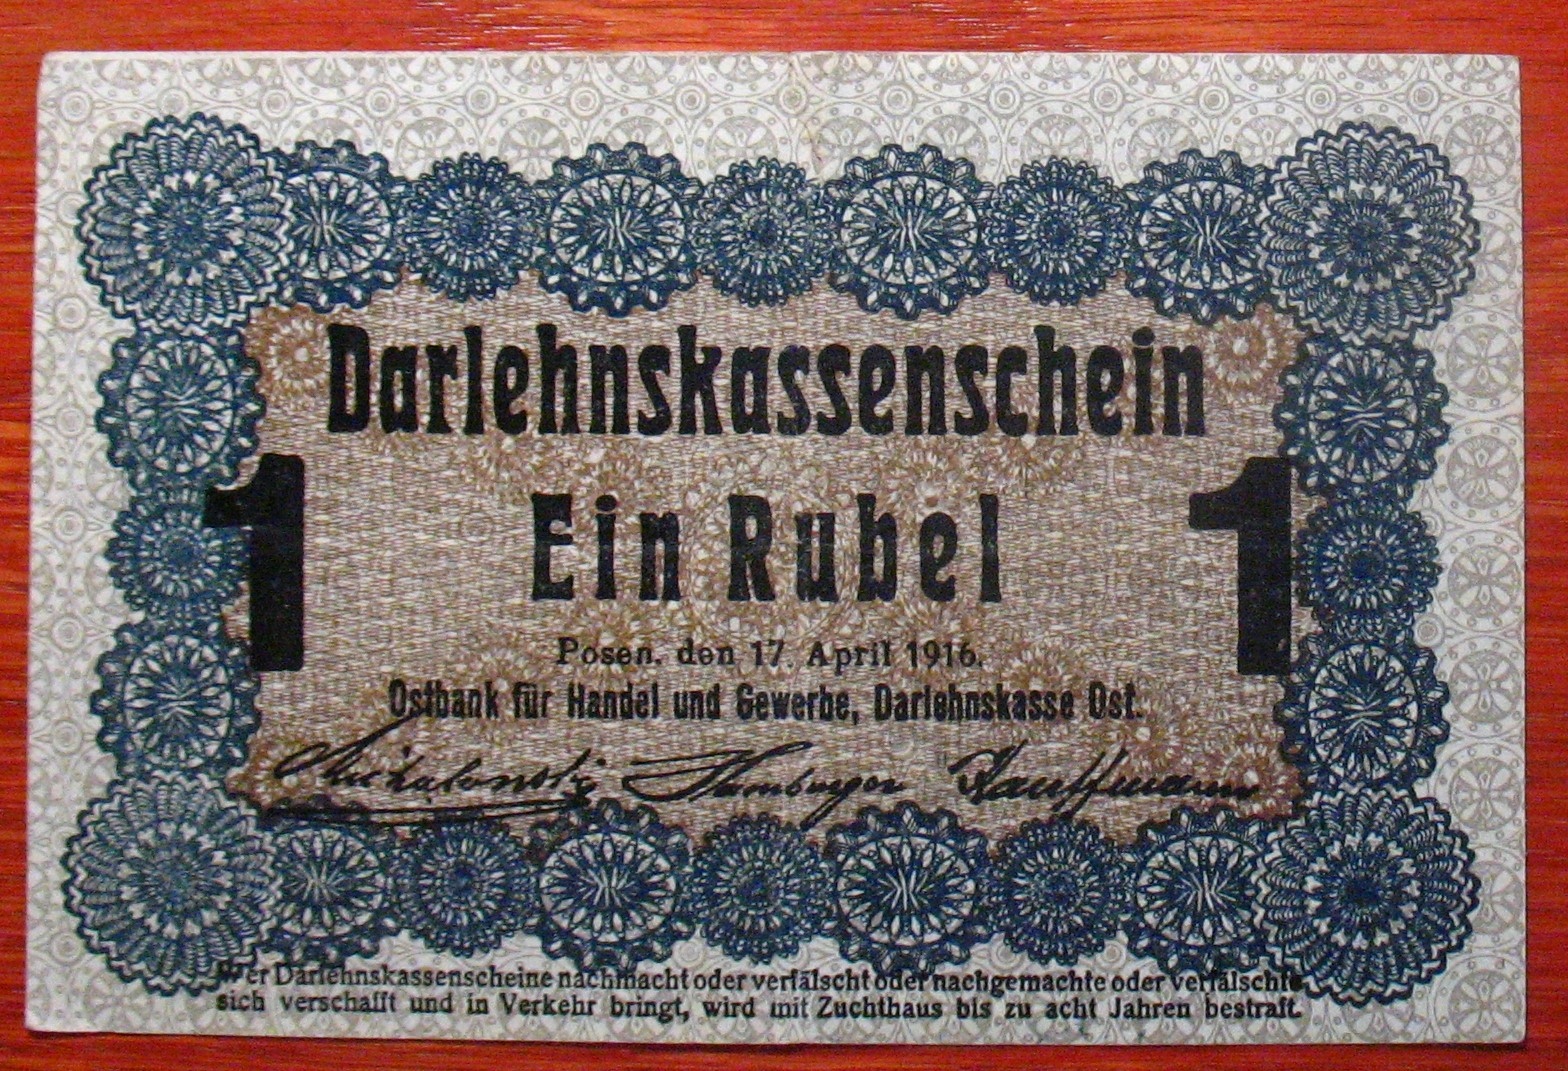 Darlehnskassenschein
1 Ein Rubel 1
Posen, den 17. April 1916.
Ostbank für Handel und Gewerbe, Darlehnskasse Ost.
Hamburger Kauffmann
Wer Darlehnskassenscheine nachmacht oder verfälscht oder nachgemachte oder verfälschte
sich verschafft und in Verkehr bringt, wird mit Zuchthaus bis zu acht Jahren bestraft.